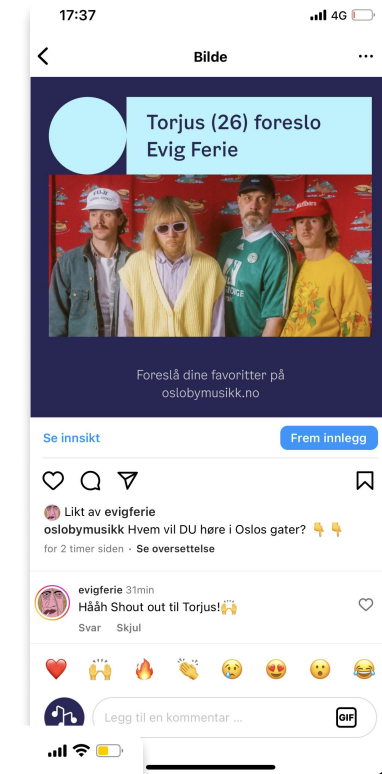 17:37
4G
Bilde
Torjus (26) foreslo
Evig Ferie
FUJI
Marlboro
Foreslå dine favoritter på
oslobymusikk.no
Se innsikt
Frem innlegg
Likt av evigferie
oslobymusikk Hvem vil DU høre i Oslos gater? 👇 👇
for 2 timer siden · Se oversettelse
evigferie 31min
Hååh Shout out til Torjus!🙌
Svar Skjul
Legg til en kommentar ...
GIF